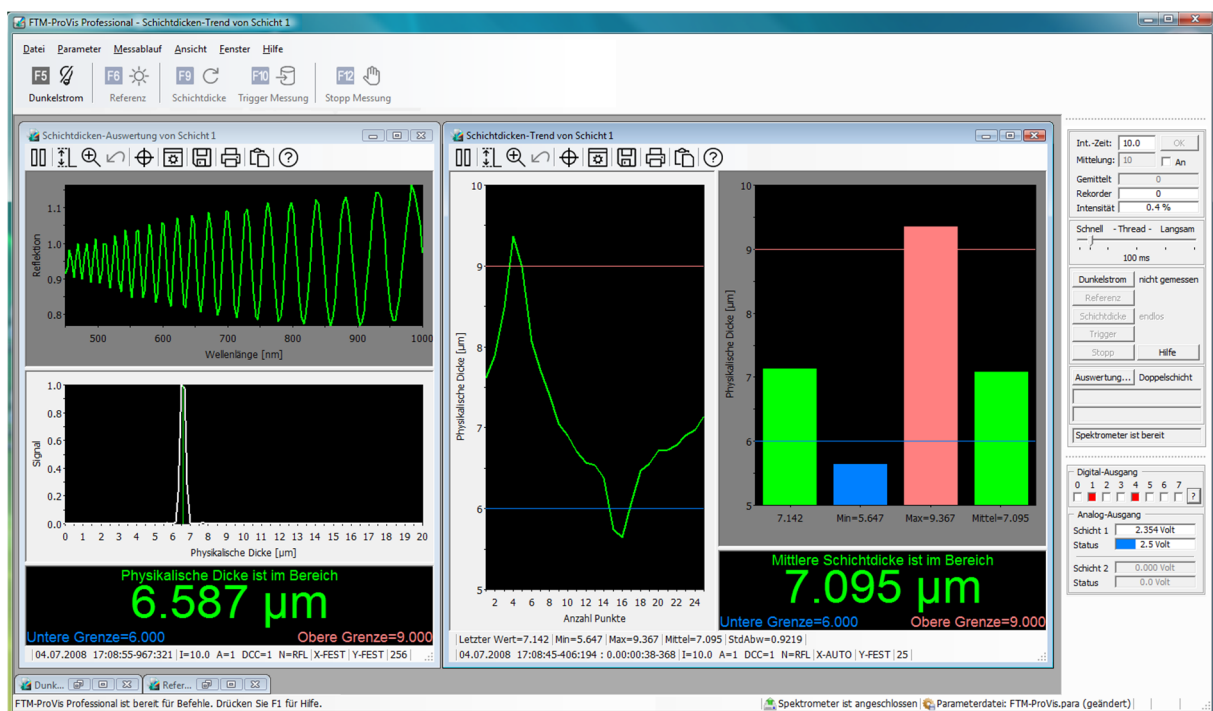 FTM-ProVis Professional - Schichtdicken-Trend von Schicht 1
Datei Parameter Messablauf Ansicht Fenster Hilfe
F5 F6 F9 F10 F12
Dunkelstrom Referenz Schichtdicke Trigger Messung Stopp Messung
Schichtdicken-Auswertung von Schicht 1
1.1
1.0
0.9
0.8
Reflektion
500 600 700 800 900 1000
Wellenlänge [nm]
1.0
0.8
0.6
0.4
0.2
0.0
Signal
0 1 2 3 4 5 6 7 8 9 10 11 12 13 14 15 16 17 18 19 20
Physikalische Dicke [µm]
Physikalische Dicke ist im Bereich
6.587 µm
Untere Grenze=6.000 Obere Grenze=9.000
04.07.2008 17:08:55-967:321 I=10.0 A=1 DCC=1 N=RFL X-FEST Y-FEST 256
Schichtdicken-Trend von Schicht 1
10
9
8
7
6
5
Physikalische Dicke [µm]
2 4 6 8 10 12 14 16 18 20 22 24
Anzahl Punkte
10
9
8
7
6
5
Physikalische Dicke [µm]
7.142 Min=5.647 Max=9.367 Mittel=7.095
Mittlere Schichtdicke ist im Bereich
7.095 µm
Untere Grenze=6.000 Obere Grenze=9.000
Letzter Wert=7.142 Min=5.647 Max=9.367 Mittel=7.095 StdAbw=0.9219
04.07.2008 17:08:45-406:194 : 0.00:00:38-368 I=10.0 A=1 DCC=1 N=RFL X-AUTO Y-FEST 25
Int.-Zeit: 10.0 OK
Mittelung: 10 An
Gemittelt 0
Rekorder 0
Intensität 0.4 %
Schnell - Thread - Langsam
100 ms
Dunkelstrom nicht gemessen
Referenz
Schichtdicke endlos
Trigger
Stopp Hilfe
Auswertung... Doppelschicht
Spektrometer ist bereit
Digital-Ausgang
0 1 2 3 4 5 6 7
?
Analog-Ausgang
Schicht 1 2.354 Volt
Status 2.5 Volt
Schicht 2 0.000 Volt
Status 0.0 Volt
Dunk... Refer...
FTM-ProVis Professional ist bereit für Befehle. Drücken Sie F1 für Hilfe. Spektrometer ist angeschlossen Parameterdatei: FTM-ProVis.para (geändert)